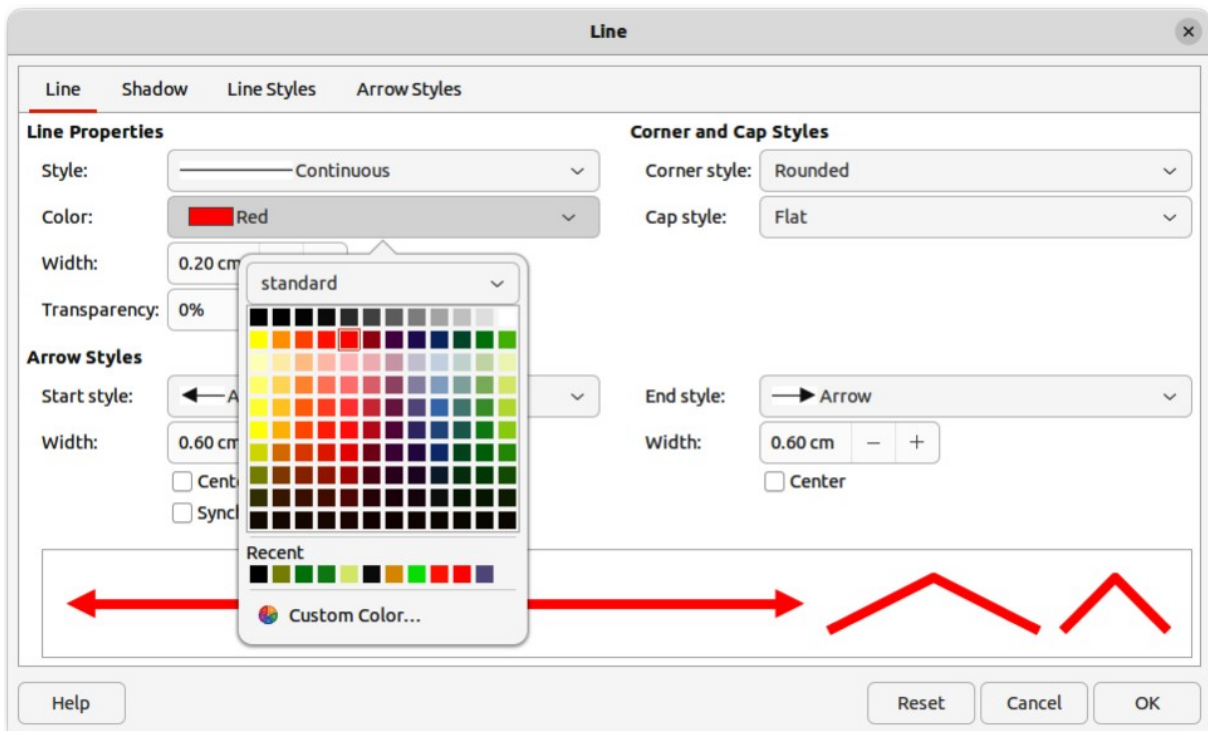 Line
Line Shadow Line Styles Arrow Styles
Line Properties
Style: Continuous
Color: Red
Width: 0.20 cm
standard
Transparency: 0%
Arrow Styles
Start style:
Width: 0.60 cm
Recent
Custom Color...
Corner and Cap Styles
Corner style: Rounded
Cap style: Flat
End style: Arrow
Width: 0.60 cm − +
Center
Help Reset Cancel OK